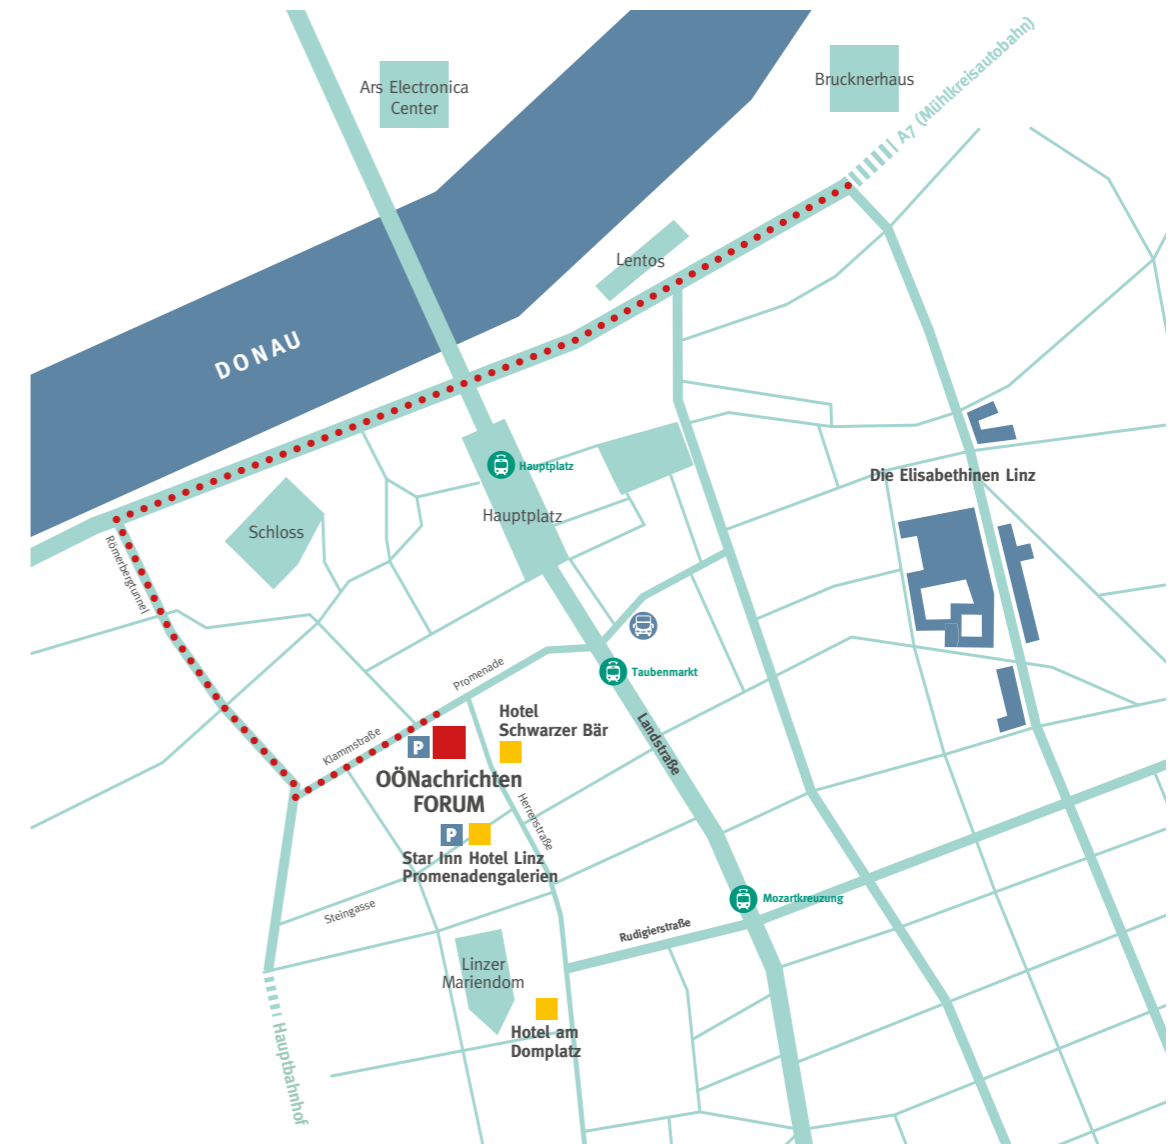 Ars Electronica
Center
Brucknerhaus
A7 (Mühlkreisautobahn)
Lentos
DONAU
Hauptplatz
Die Elisabethinen Linz
Hauptplatz
Schloss
Römerbergtunnel
Promenade
Taubenmarkt
Hotel
Schwarzer Bär
Landstraße
Klammstraße
P
OÖNachrichten
FORUM
Herrenstraße
P
Star Inn Hotel Linz
Promenadengalerien
Mozartkreuzung
Steingasse
Rudigierstraße
Linzer
Mariendom
Hotel am
Domplatz
Hauptbahnhof